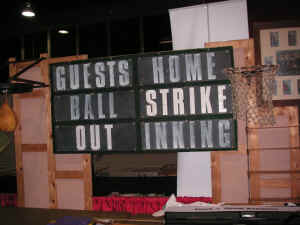 GUESTS HOME
BALL STRIKE
OUT INNING